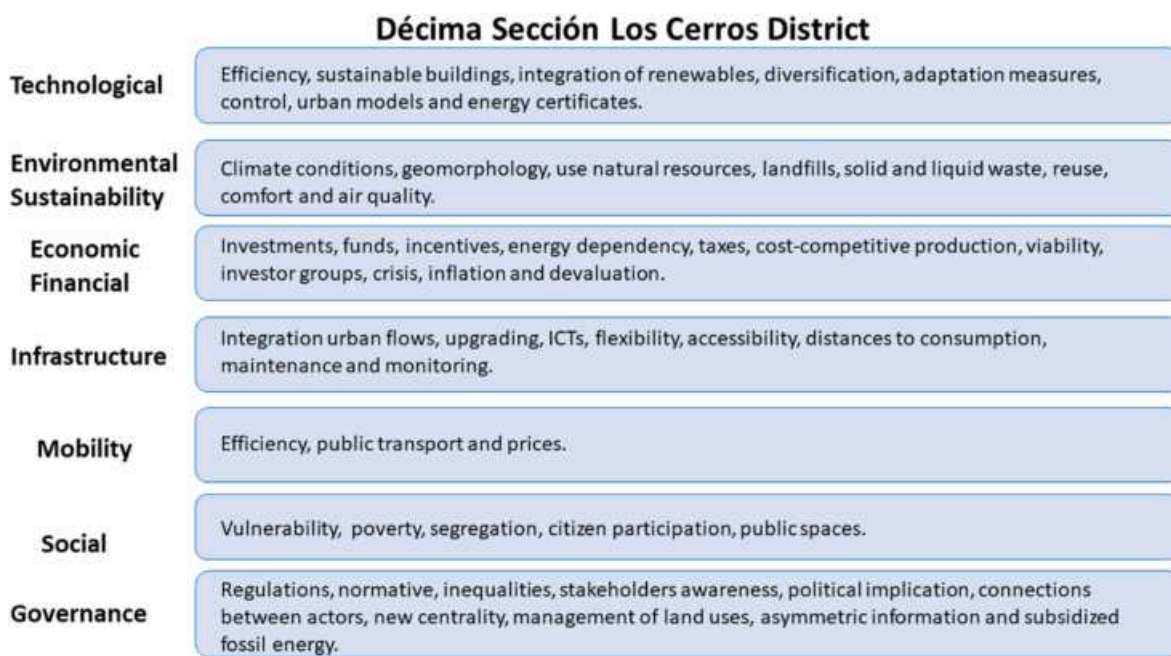 Décima Sección Los Cerros District
Technological
Efficiency, sustainable buildings, integration of renewables, diversification, adaptation measures,
control, urban models and energy certificates.
Environmental
Sustainability
Climate conditions, geomorphology, use natural resources, landfills, solid and liquid waste, reuse,
comfort and air quality.
Economic
Financial
Investments, funds, incentives, energy dependency, taxes, cost-competitive production, viability,
investor groups, crisis, inflation and devaluation.
Infrastructure
Integration urban flows, upgrading, ICTs, flexibility, accessibility, distances to consumption,
maintenance and monitoring.
Mobility
Efficiency, public transport and prices.
Social
Vulnerability, poverty, segregation, citizen participation, public spaces.
Governance
Regulations, normative, inequalities, stakeholders awareness, political implication, connections
between actors, new centrality, management of land uses, asymmetric information and subsidized
fossil energy.